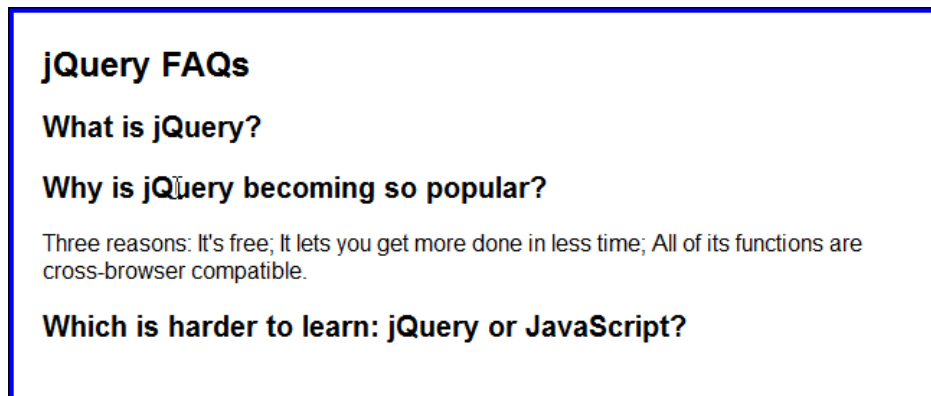 jQuery FAQs
What is jQuery?
Why is jQuery becoming so popular?
Three reasons: It's free; It lets you get more done in less time; All of its functions are
cross-browser compatible.
Which is harder to learn: jQuery or JavaScript?